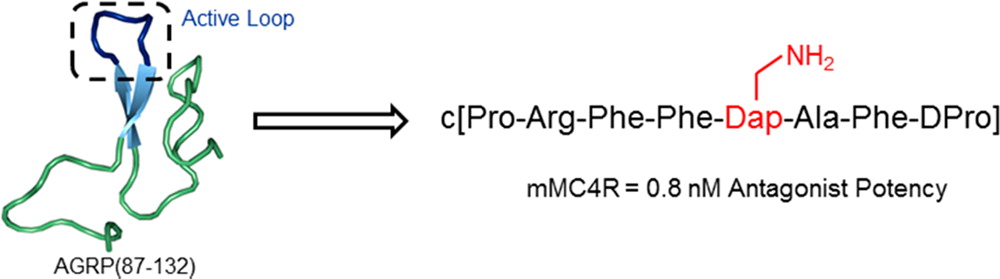 Active Loop
NH2
c[Pro-Arg-Phe-Phe-Dap-Ala-Phe-DPro]
mMC4R = 0.8 nM Antagonist Potency
AGRP(87-132)